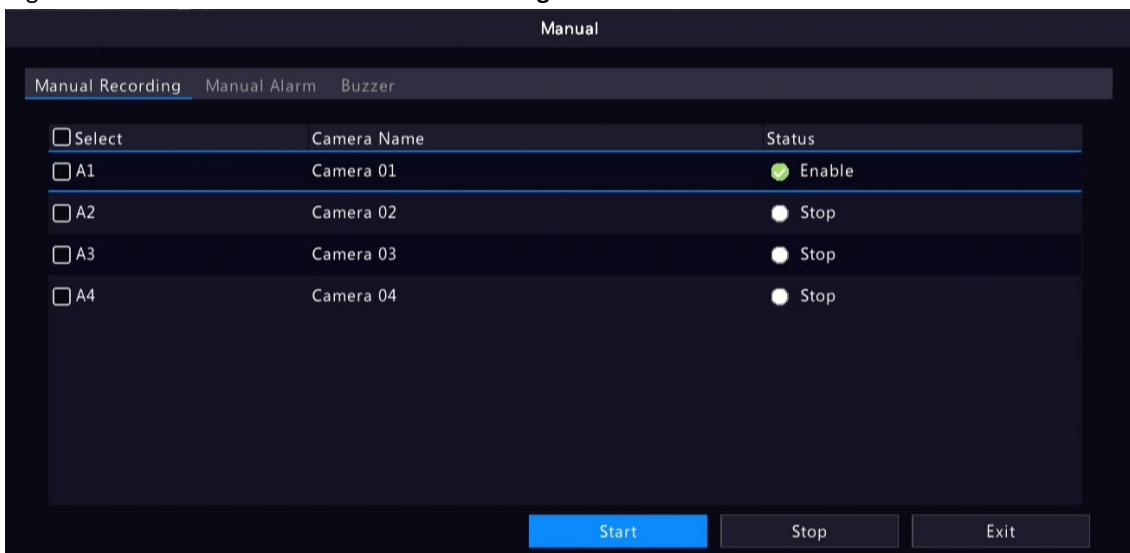 Manual
Manual Recording Manual Alarm Buzzer
Select Camera Name Status
A1 Camera 01 Enable
A2 Camera 02 Stop
A3 Camera 03 Stop
A4 Camera 04 Stop
Start Stop Exit